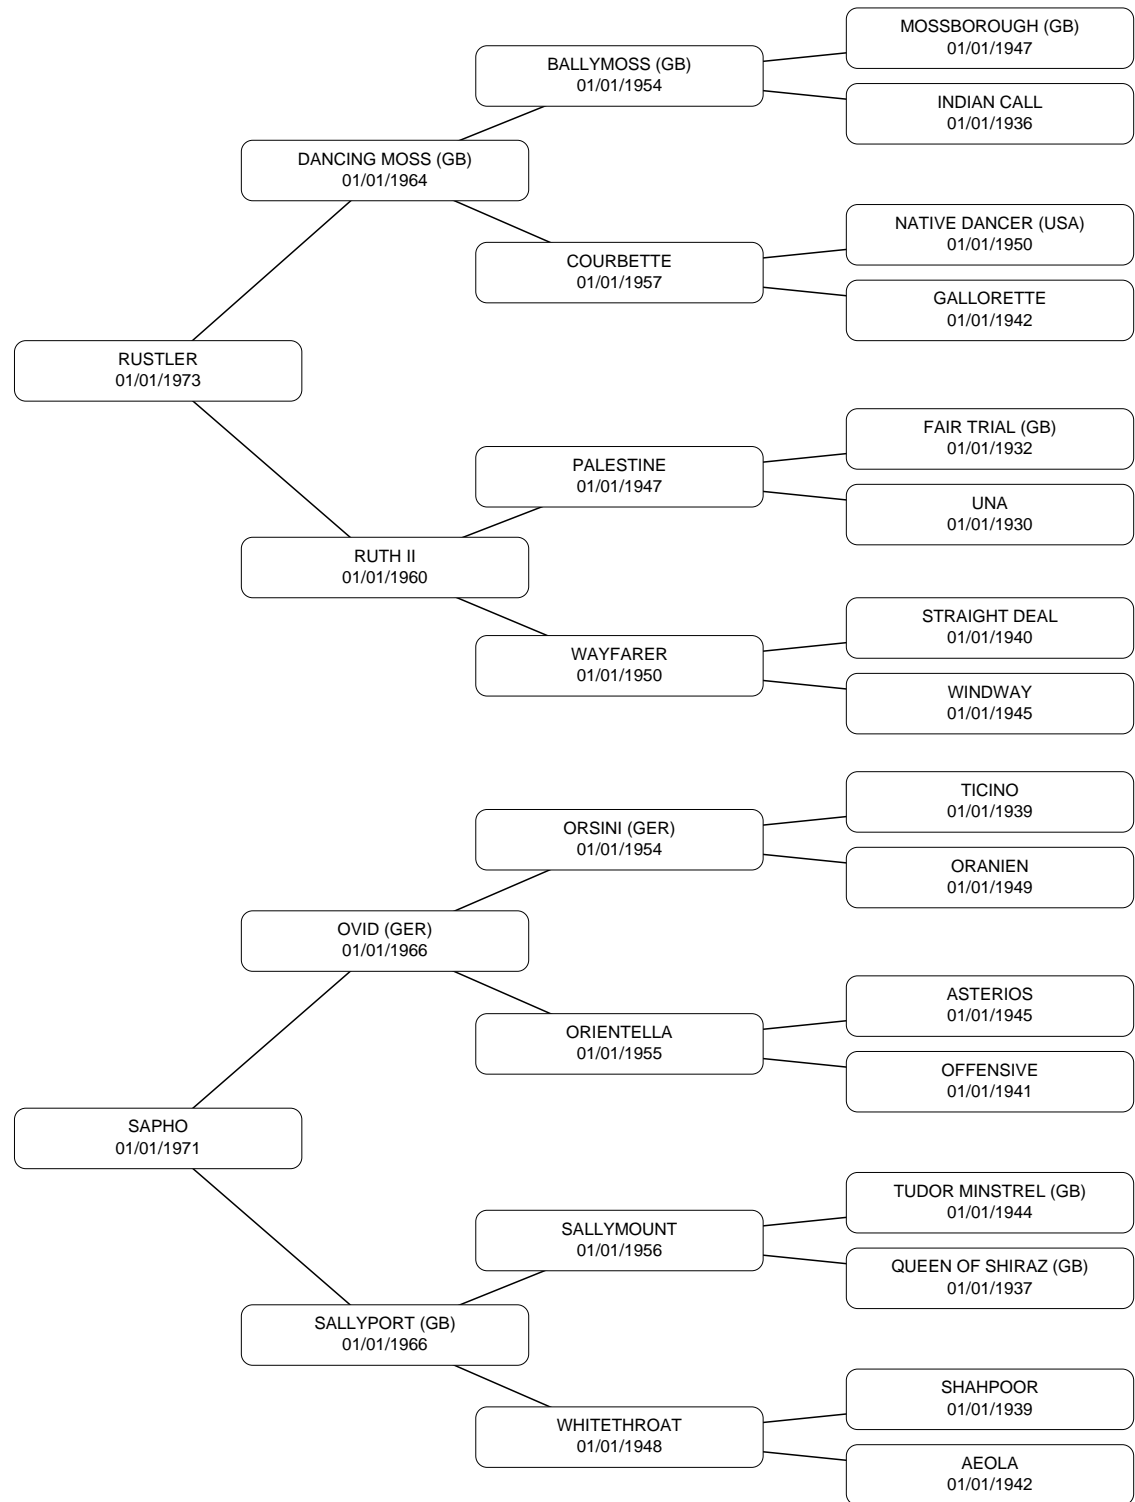 MOSSBOROUGH (GB)
01/01/1947
BALLYMOSS (GB)
01/01/1954
INDIAN CALL
01/01/1936
DANCING MOSS (GB)
01/01/1964
NATIVE DANCER (USA)
01/01/1950
COURBETTE
01/01/1957
GALLORETTE
01/01/1942
RUSTLER
01/01/1973
FAIR TRIAL (GB)
01/01/1932
PALESTINE
01/01/1947
UNA
01/01/1930
RUTH II
01/01/1960
STRAIGHT DEAL
01/01/1940
WAYFARER
01/01/1950
WINDWAY
01/01/1945
TICINO
01/01/1939
ORSINI (GER)
01/01/1954
ORANIEN
01/01/1949
OVID (GER)
01/01/1966
ASTERIOS
01/01/1945
ORIENTELLA
01/01/1955
OFFENSIVE
01/01/1941
SAPHO
01/01/1971
TUDOR MINSTREL (GB)
01/01/1944
SALLYMOUNT
01/01/1956
QUEEN OF SHIRAZ (GB)
01/01/1937
SALLYPORT (GB)
01/01/1966
SHAHPOOR
01/01/1939
WHITETHROAT
01/01/1948
AEOLA
01/01/1942